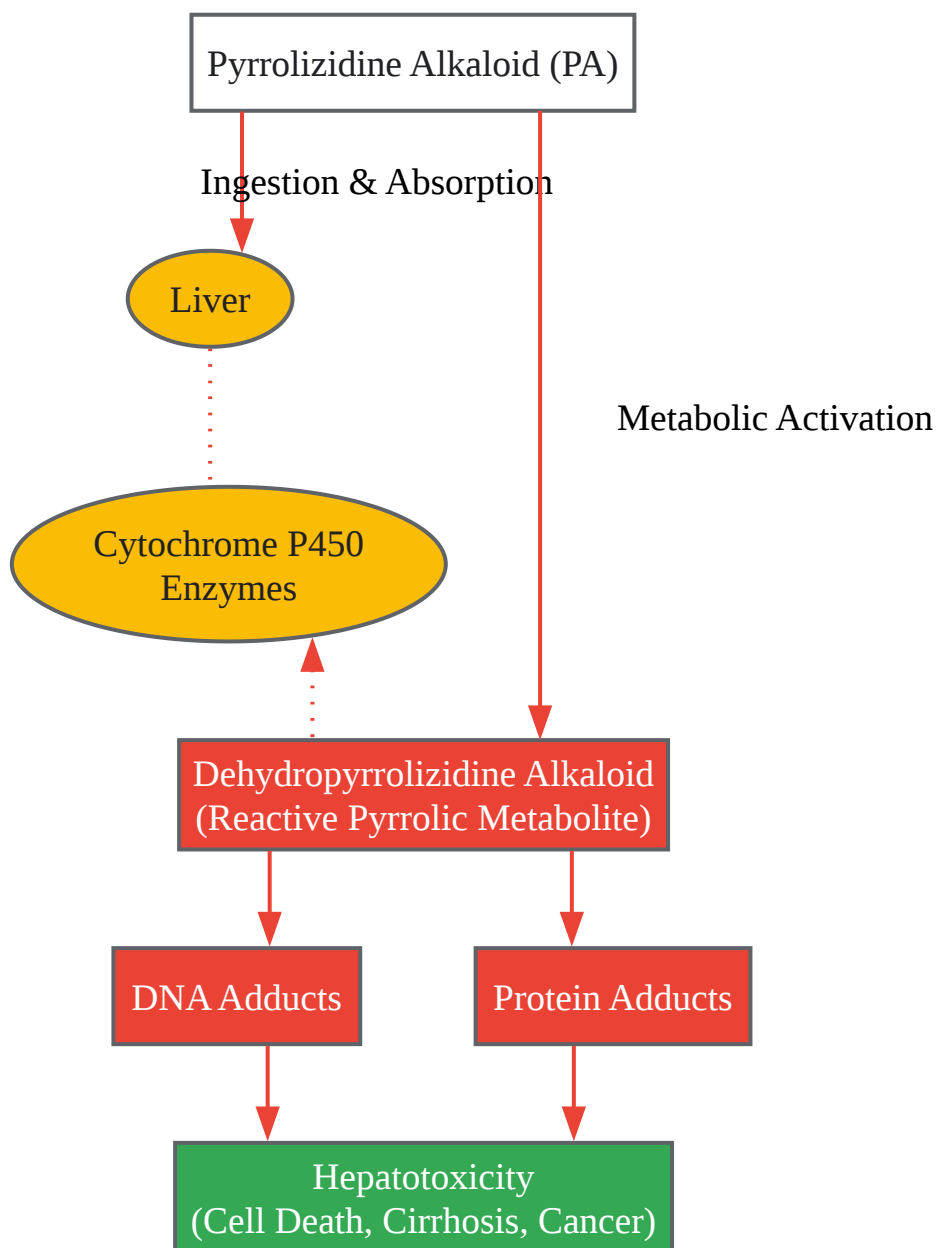 Pyrrolizidine Alkaloid (PA)
Ingestion & Absorption
Liver
Metabolic Activation
Cytochrome P450
Enzymes
Dehydropyrrolizidine Alkaloid
(Reactive Pyrrolic Metabolite)
DNA Adducts
Protein Adducts
Hepatotoxicity
(Cell Death, Cirrhosis, Cancer)